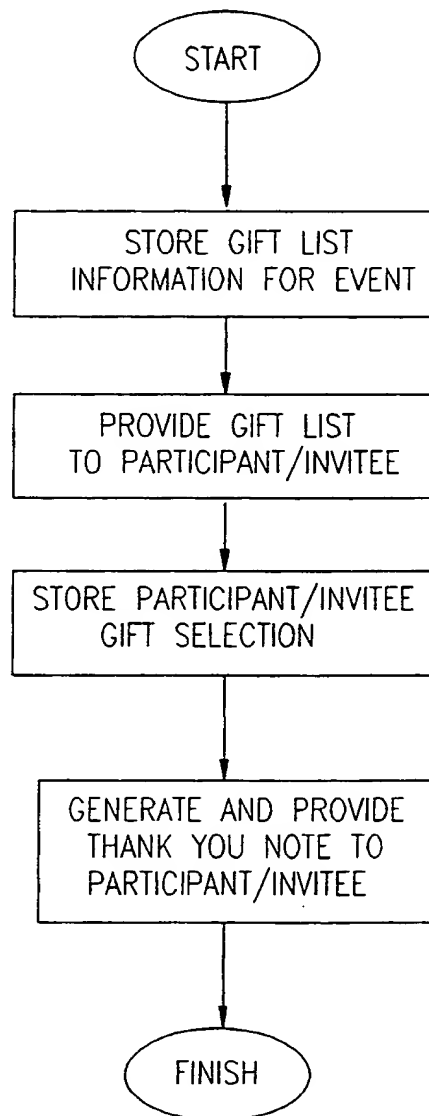 START
STORE GIFT LIST
INFORMATION FOR EVENT
PROVIDE GIFT LIST
TO PARTICIPANT/INVITEE
STORE PARTICIPANT/INVITEE
GIFT SELECTION
GENERATE AND PROVIDE
THANK YOU NOTE TO
PARTICIPANT/INVITEE
FINISH